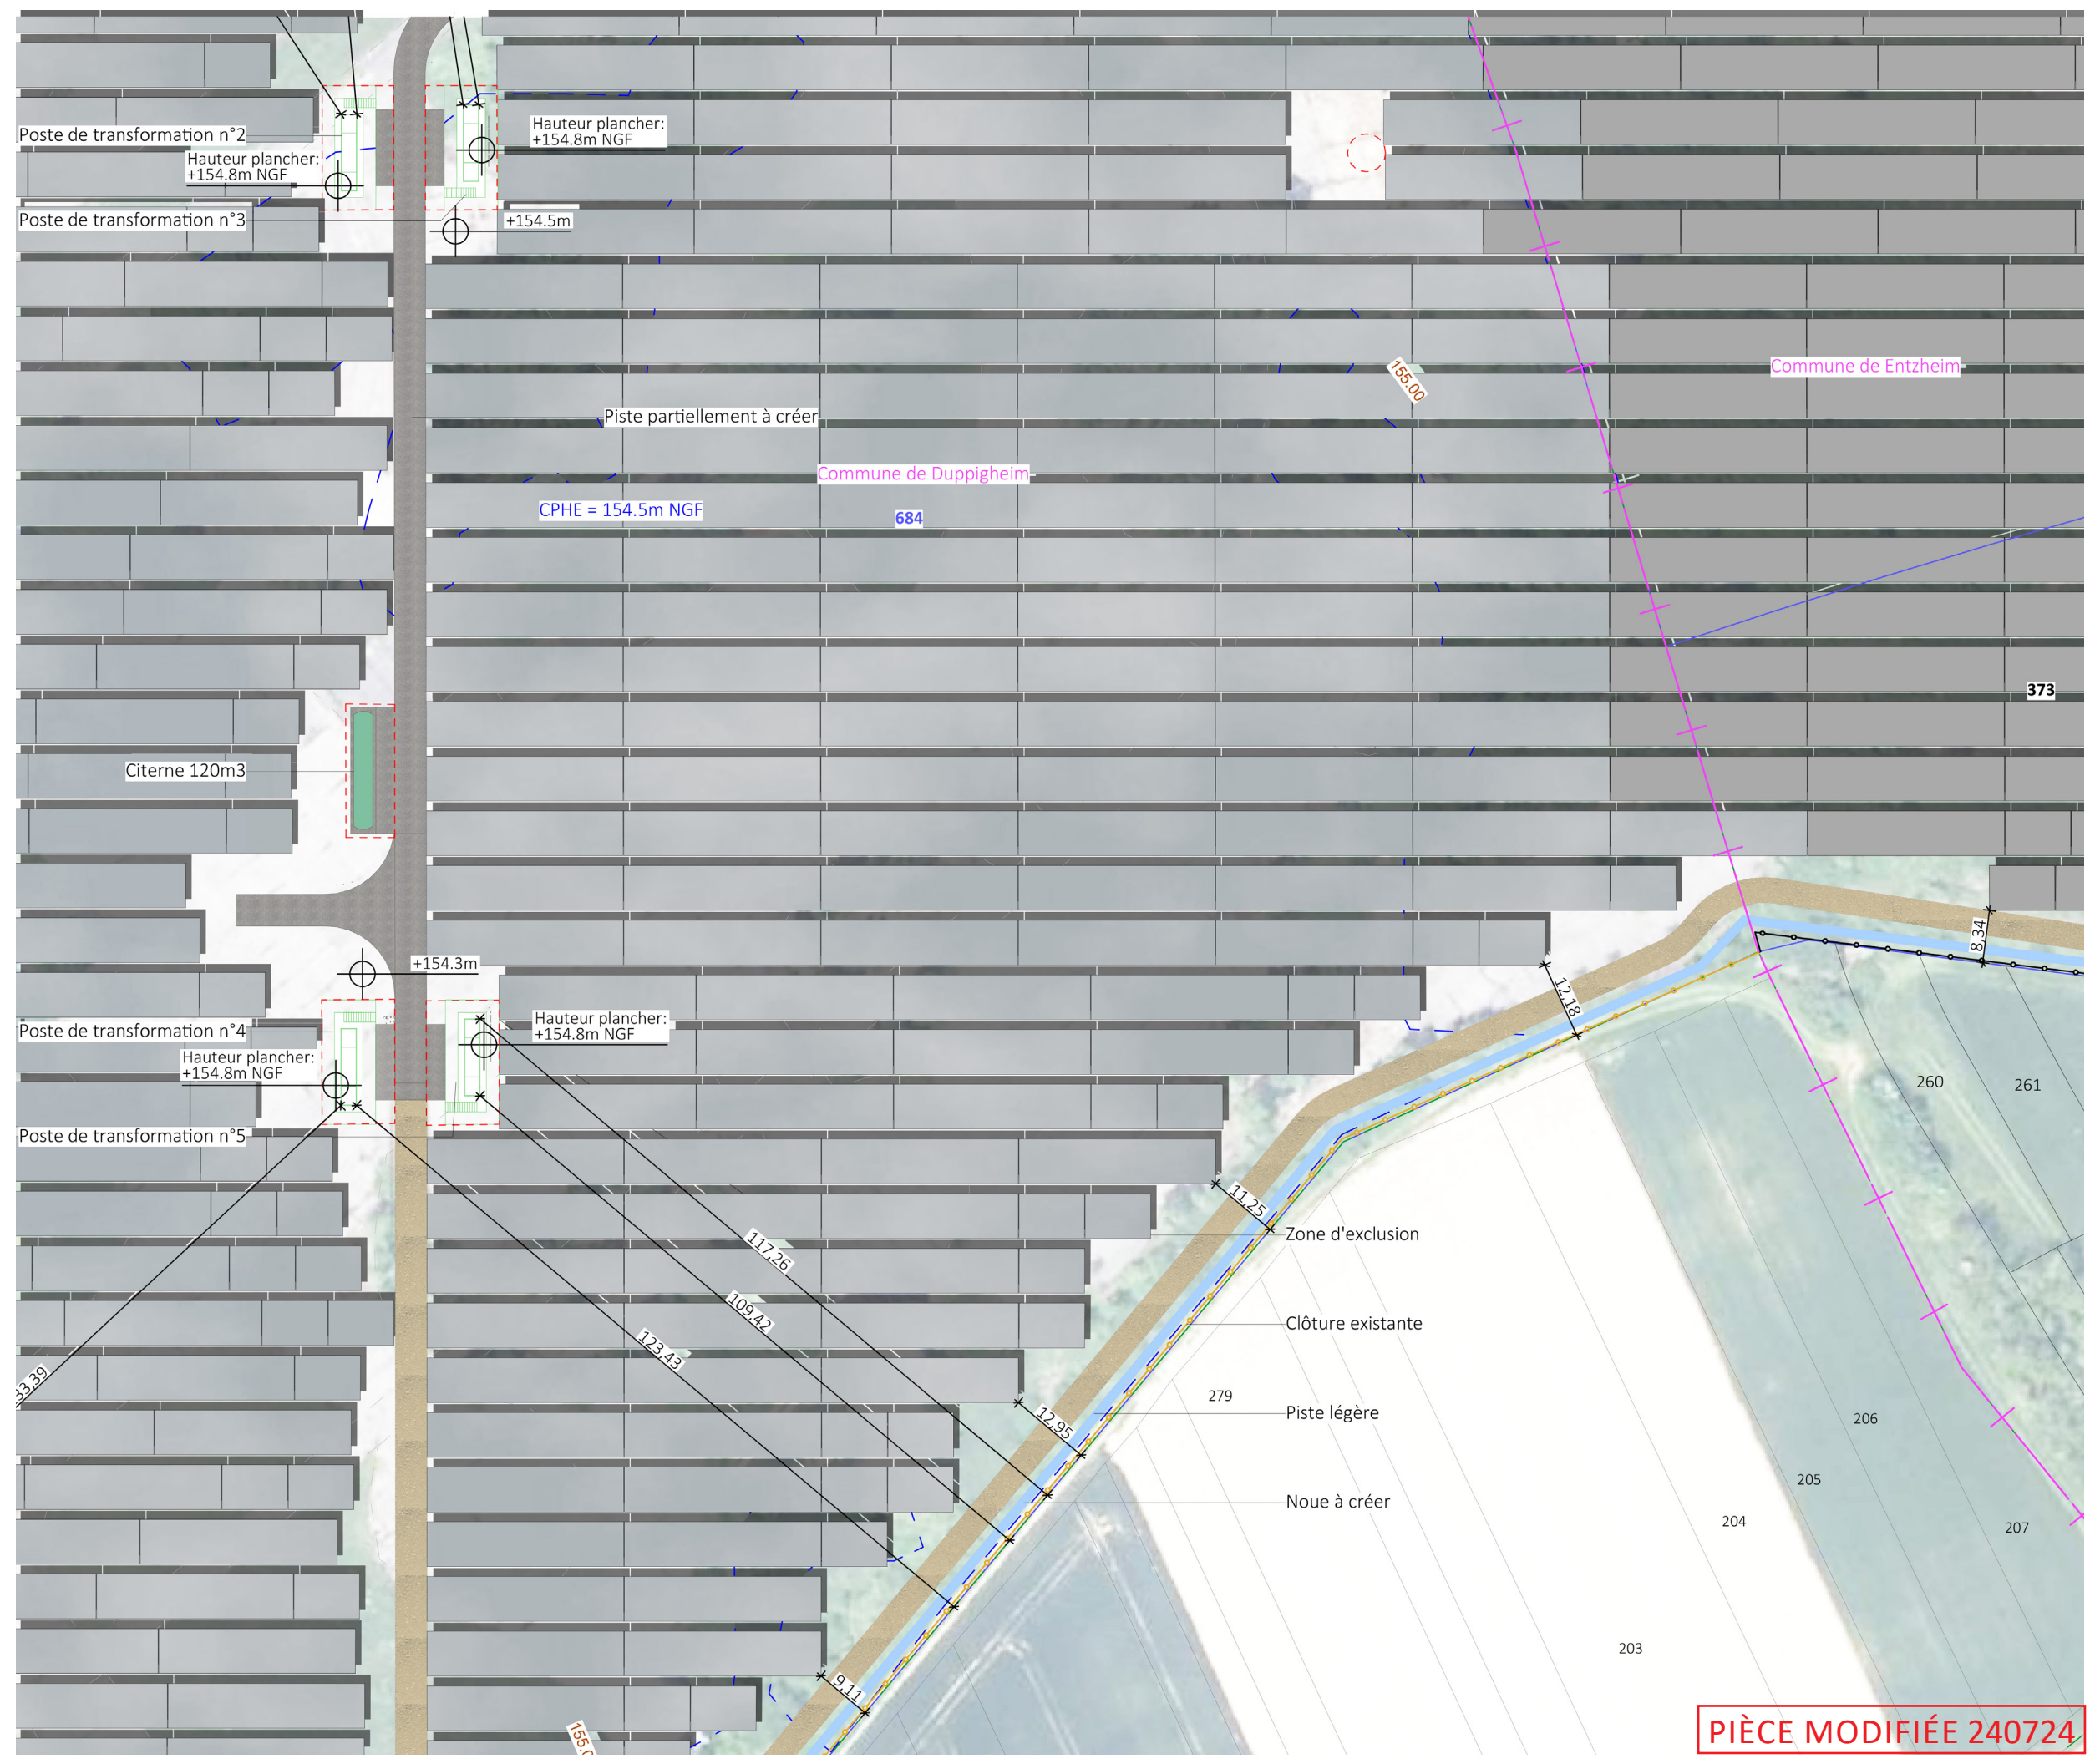 Poste de transformation n°2
Hauteur plancher:
+154.8m NGF
Hauteur plancher:
+154.8m NGF
Poste de transformation n°3
+154.5m
155.00
Commune de Entzheim
Piste partiellement à créer
Commune de Duppigheim
CPHE = 154.5m NGF
684
373
Citerne 120m3
8,34
+154.3m
12,18
Poste de transformation n°4
Hauteur plancher:
+154.8m NGF
Hauteur plancher:
+154.8m NGF
260
261
Poste de transformation n°5
11,25
Zone d'exclusion
117,26
109,42
123,43
33,39
Clôture existante
279
Piste légère
12,95
206
205
Noue à créer
204
207
203
9,11
155.0
PIÈCE MODIFIÉE 240724